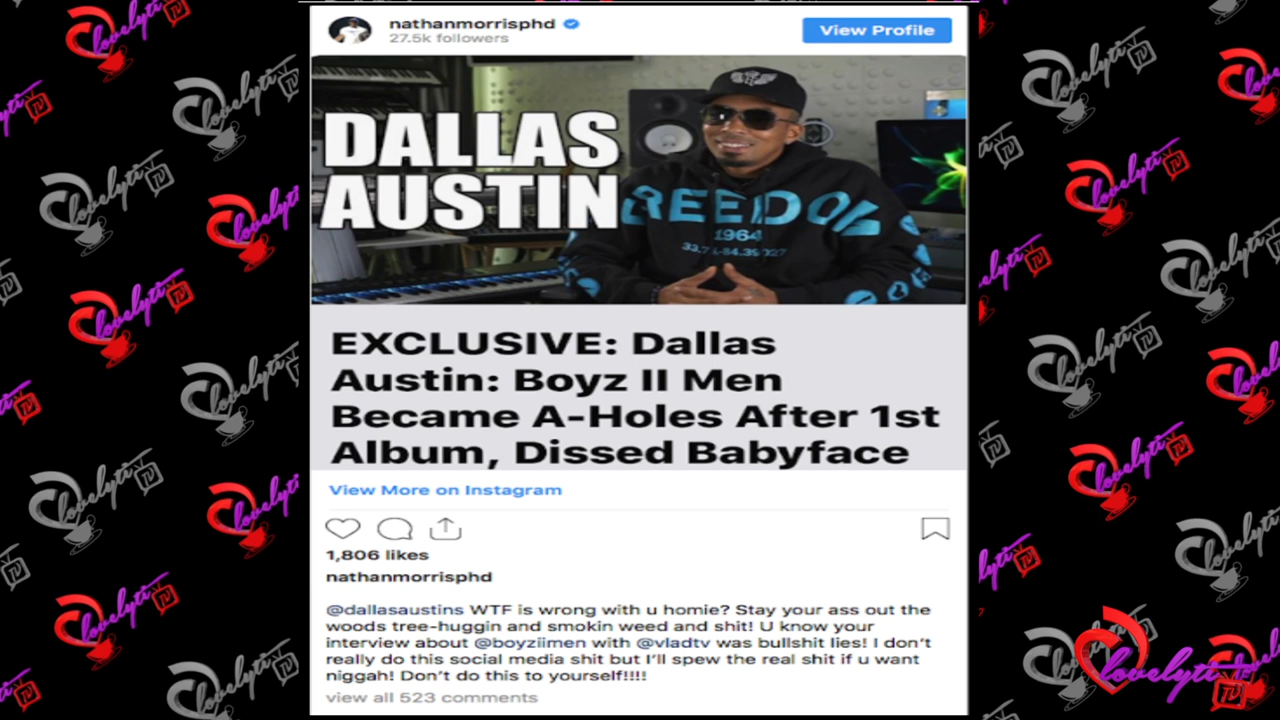 nathanmorrisphd
27.5k followers
View Profile
DALLAS
AUSTIN
FREEDOM
1964
EXCLUSIVE: Dallas
Austin: Boyz II Men
Became A-Holes After 1st
Album, Dissed Babyface
View More on Instagram
1,806 likes
nathanmorrisphd
@dallasaustins WTF is wrong with u homie? Stay your ass out the
woods tree-huggin and smokin weed and shit! U know your
interview about @boyziimen with @vladtv was bullshit lies! I don't
really do this social media shit but I'll spew the real shit if u want
niggah! Don't do this to yourself!!!!
view all 523 comments
lovelyti TV